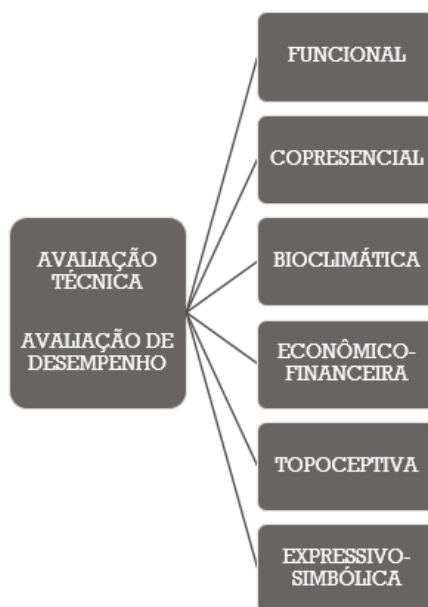 FUNCIONAL
COPRESENCIAL
AVALIAÇÃO
TÉCNICA
AVALIAÇÃO DE
DESEMPENHO
BIOCLIMÁTICA
ECONÔMICO-
FINANCEIRA
TOPOCEPTIVA
EXPRESSIVO-
SIMBÓLICA